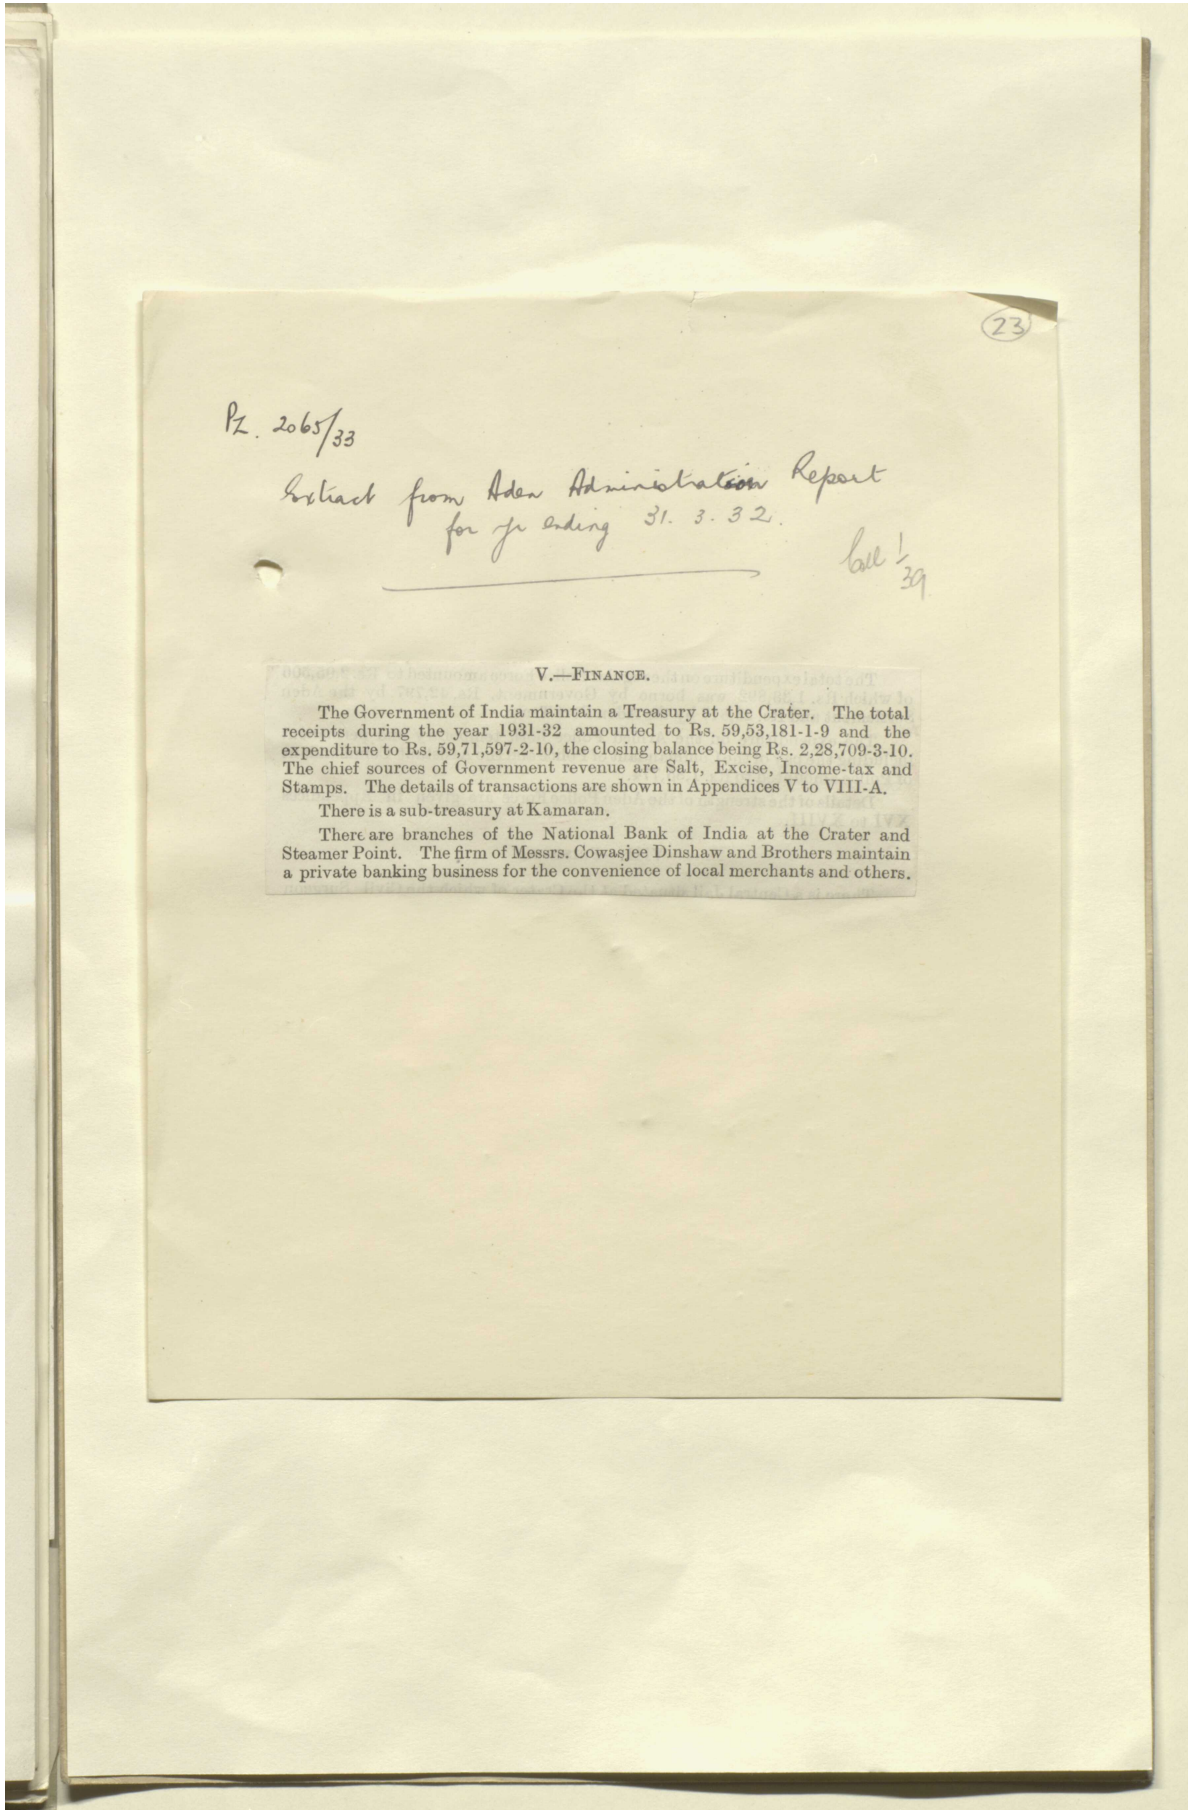 23
PZ. 2065/33
Extract from Aden Administration Report
for yr ending 31. 3. 32.
Coll 1/39
V.—FINANCE.
The Government of India maintain a Treasury at the Crater. The total
receipts during the year 1931-32 amounted to Rs. 59,53,181-1-9 and the
expenditure to Rs. 59,71,597-2-10, the closing balance being Rs. 2,28,709-3-10.
The chief sources of Government revenue are Salt, Excise, Income-tax and
Stamps. The details of transactions are shown in Appendices V to VIII-A.
There is a sub-treasury at Kamaran.
There are branches of the National Bank of India at the Crater and
Steamer Point. The firm of Messrs. Cowasjee Dinshaw and Brothers maintain
a private banking business for the convenience of local merchants and others.